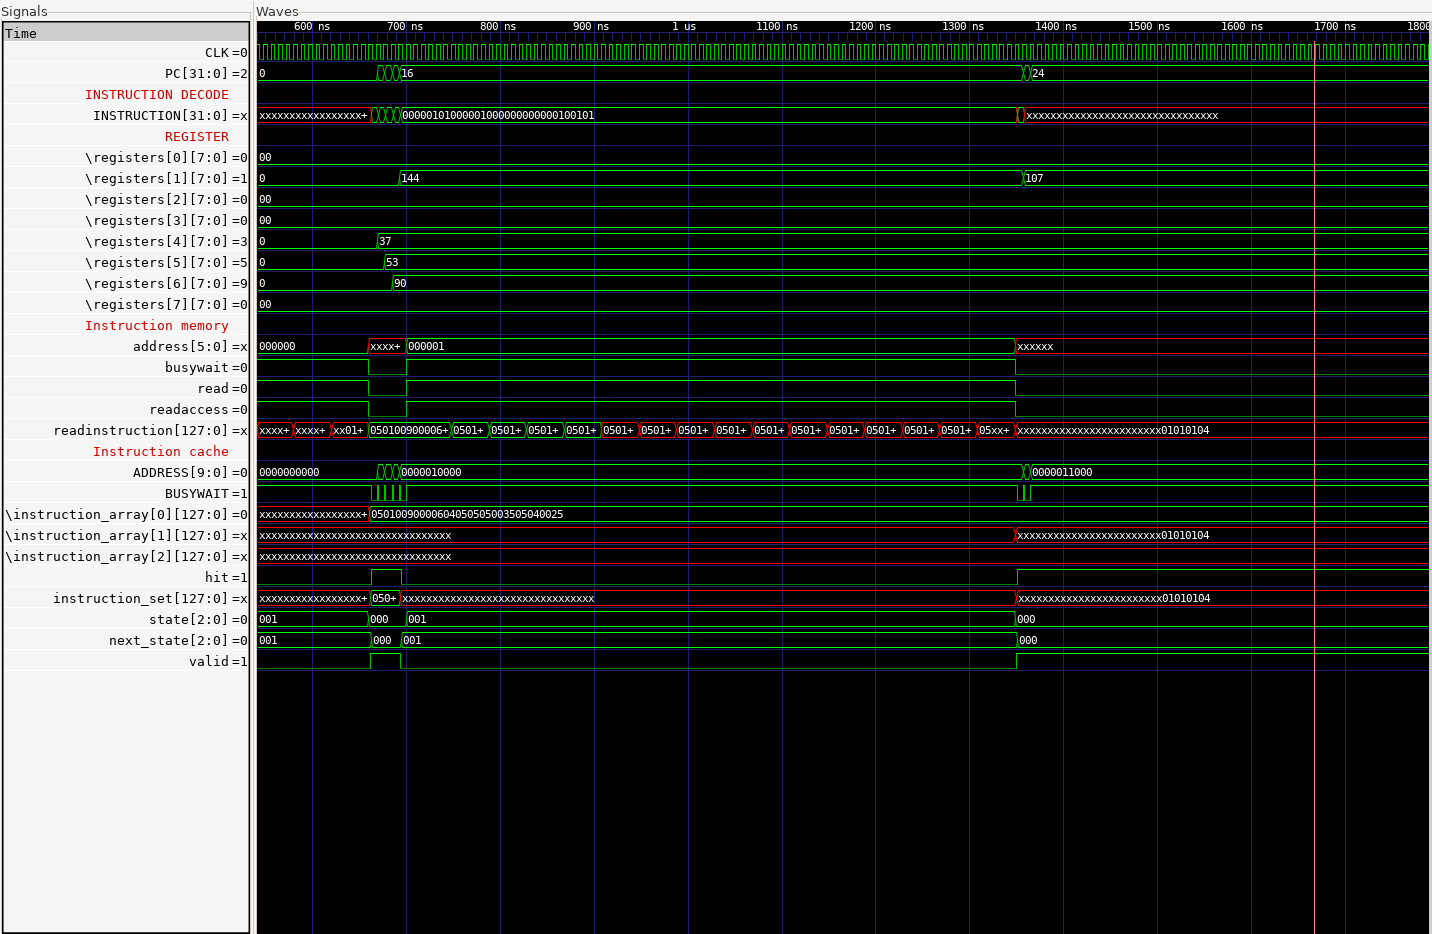 Signals
Waves
Time
600 ns 700 ns 800 ns 900 ns 1 us 1100 ns 1200 ns 1300 ns 1400 ns 1500 ns 1600 ns 1700 ns 1800
CLK =0
PC[31:0] =2 0 16 24
INSTRUCTION DECODE
INSTRUCTION[31:0] =x xxxxxxxxxxxxxxxxx+ 00000101000001000000000000100101 xxxxxxxxxxxxxxxxxxxxxxxxxxxxxxxx
REGISTER
\registers[0][7:0] =0 00
\registers[1][7:0] =1 0 144 107
\registers[2][7:0] =0 00
\registers[3][7:0] =0 00
\registers[4][7:0] =3 0 37
\registers[5][7:0] =5 0 53
\registers[6][7:0] =9 0 90
\registers[7][7:0] =0 00
Instruction memory
address[5:0] =x 000000 xxxx+ 000001 xxxxxx
busywait =0
read =0
readaccess =0
readinstruction[127:0] =x xxxx+ xxxx+ xx01+ 050100900006+ 0501+ 0501+ 0501+ 0501+ 0501+ 0501+ 0501+ 0501+ 0501+ 0501+ 0501+ 0501+ 0501+ 0501+ 05xx+ xxxxxxxxxxxxxxxxxxxxxxxx01010104
Instruction cache
ADDRESS[9:0] =0 0000000000 0000010000 0000011000
BUSYWAIT =1
\instruction_array[0][127:0] =0 xxxxxxxxxxxxxxxxx+ 05010090000604050505003505040025
\instruction_array[1][127:0] =x xxxxxxxxxxxxxxxxxxxxxxxxxxxxxxxx xxxxxxxxxxxxxxxxxxxxxxxx01010104
\instruction_array[2][127:0] =x xxxxxxxxxxxxxxxxxxxxxxxxxxxxxxxx
hit =1
instruction_set[127:0] =x xxxxxxxxxxxxxxxxx+ 050+ xxxxxxxxxxxxxxxxxxxxxxxxxxxxxxxx xxxxxxxxxxxxxxxxxxxxxxxx01010104
state[2:0] =0 001 000 001 000
next_state[2:0] =0 001 000 001 000
valid =1